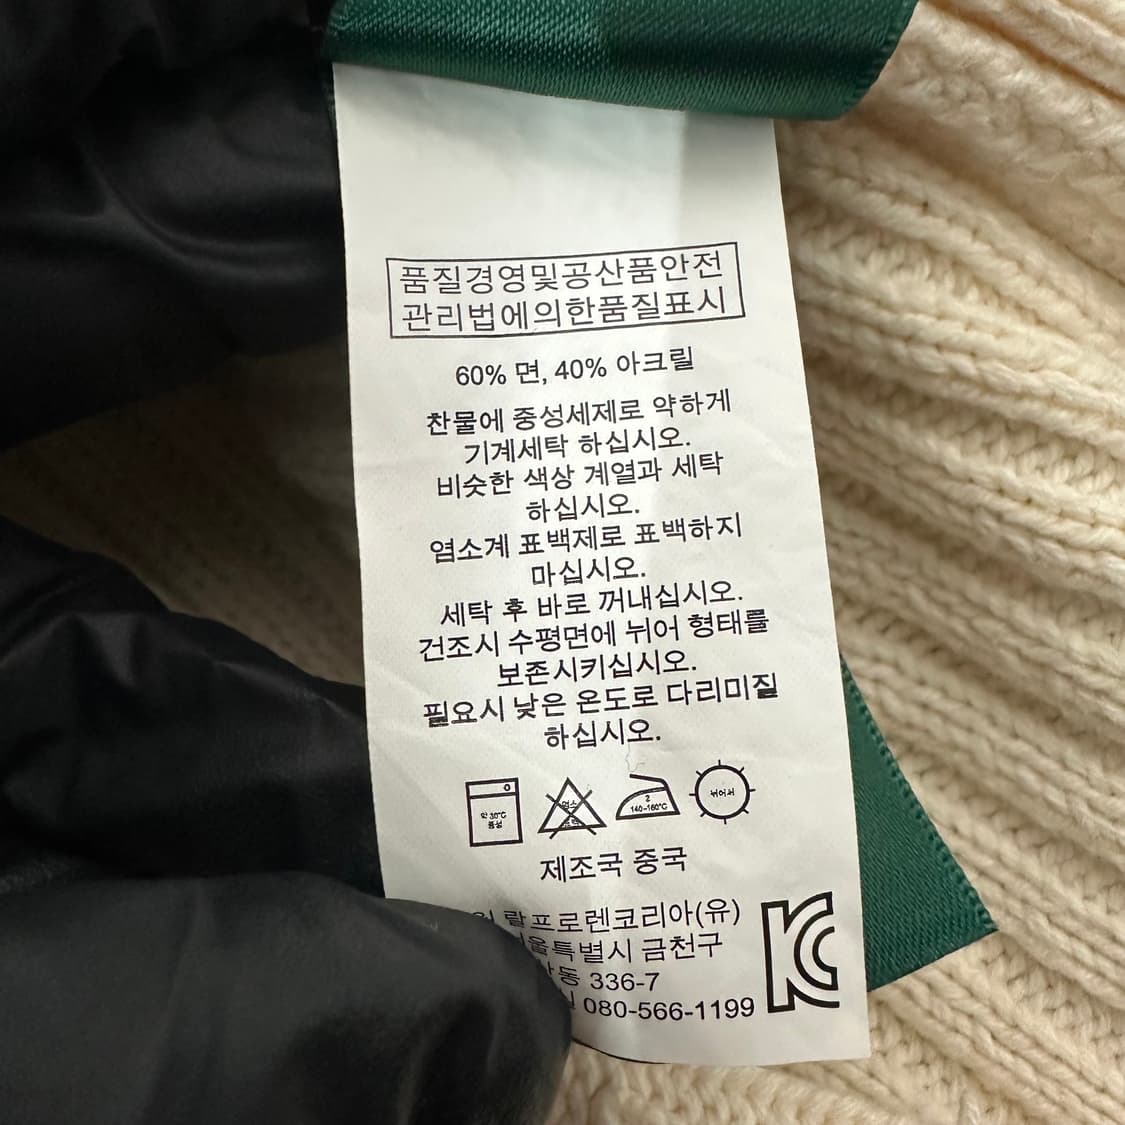 품질경영및공산품안전
관리법에의한품질표시
60% 면, 40% 아크릴
찬물에 중성세제로 약하게
기계세탁 하십시오.
비슷한 색상 계열과 세탁
하십시오.
염소계 표백제로 표백하지
마십시오.
세탁 후 바로 꺼내십시오.
건조시 수평면에 뉘어 형태를
보존시키십시오.
필요시 낮은 온도로 다리미질
하십시오.
약 30°C
중성
염소
표백
2
140~160°C
뉘어서
제조국 중국
랄프로렌코리아(유)
특별시 금천구
336-7
080-566-1199
KC